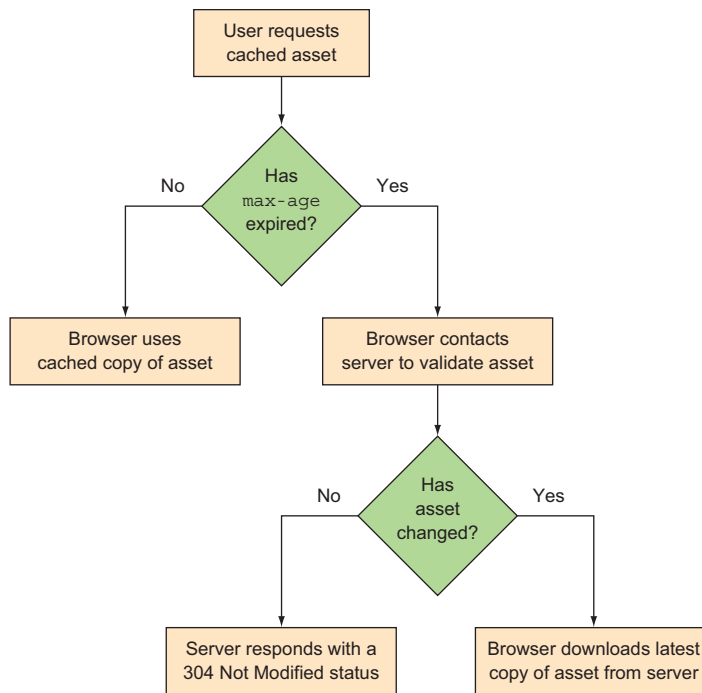 User requests
cached asset
Has
max-age
expired?
No
Yes
Browser uses
cached copy of asset
Browser contacts
server to validate asset
Has
asset
changed?
No
Yes
Server responds with a
304 Not Modified status
Browser downloads latest
copy of asset from server